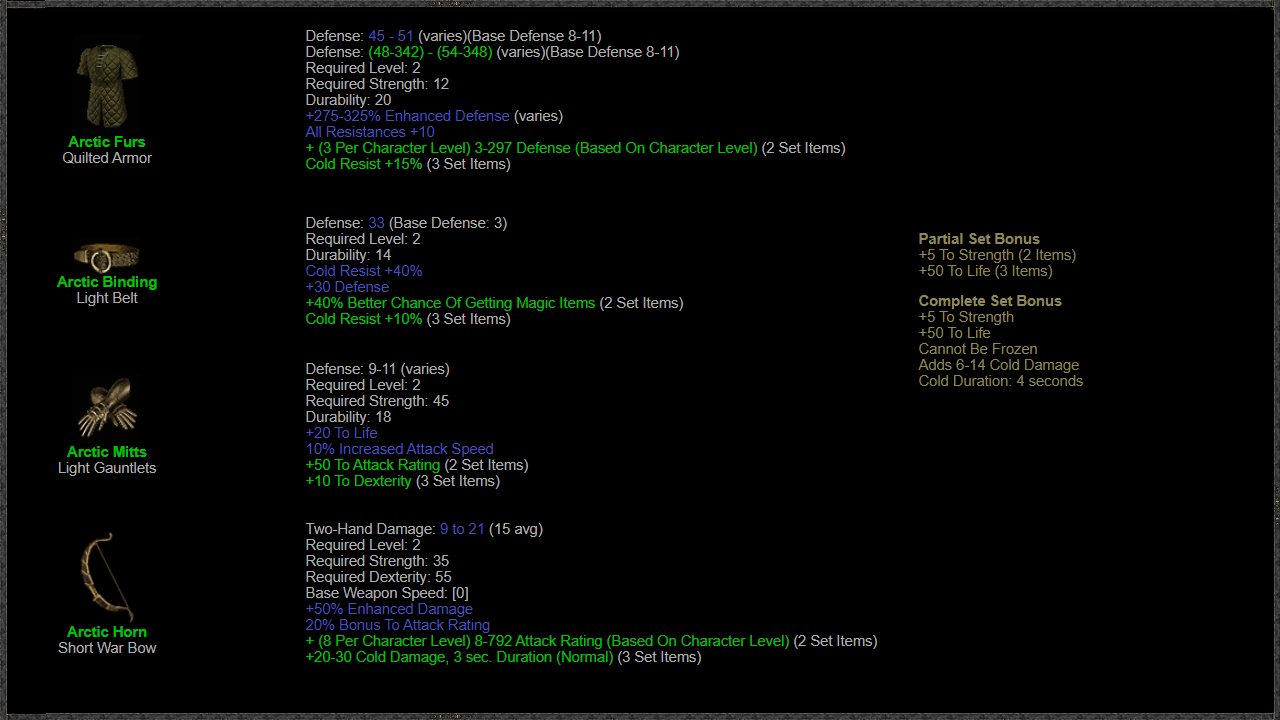 Arctic Furs
Quilted Armor
Defense: 45 - 51 (varies)(Base Defense 8-11)
Defense: (48-342) - (54-348) (varies)(Base Defense 8-11)
Required Level: 2
Required Strength: 12
Durability: 20
+275-325% Enhanced Defense (varies)
All Resistances +10
+ (3 Per Character Level) 3-297 Defense (Based On Character Level) (2 Set Items)
Cold Resist +15% (3 Set Items)
Arctic Binding
Light Belt
Defense: 33 (Base Defense: 3)
Required Level: 2
Durability: 14
Cold Resist +40%
+30 Defense
+40% Better Chance Of Getting Magic Items (2 Set Items)
Cold Resist +10% (3 Set Items)
Arctic Mitts
Light Gauntlets
Defense: 9-11 (varies)
Required Level: 2
Required Strength: 45
Durability: 18
+20 To Life
10% Increased Attack Speed
+50 To Attack Rating (2 Set Items)
+10 To Dexterity (3 Set Items)
Arctic Horn
Short War Bow
Two-Hand Damage: 9 to 21 (15 avg)
Required Level: 2
Required Strength: 35
Required Dexterity: 55
Base Weapon Speed: [0]
+50% Enhanced Damage
20% Bonus To Attack Rating
+ (8 Per Character Level) 8-792 Attack Rating (Based On Character Level) (2 Set Items)
+20-30 Cold Damage, 3 sec. Duration (Normal) (3 Set Items)
Partial Set Bonus
+5 To Strength (2 Items)
+50 To Life (3 Items)
Complete Set Bonus
+5 To Strength
+50 To Life
Cannot Be Frozen
Adds 6-14 Cold Damage
Cold Duration: 4 seconds